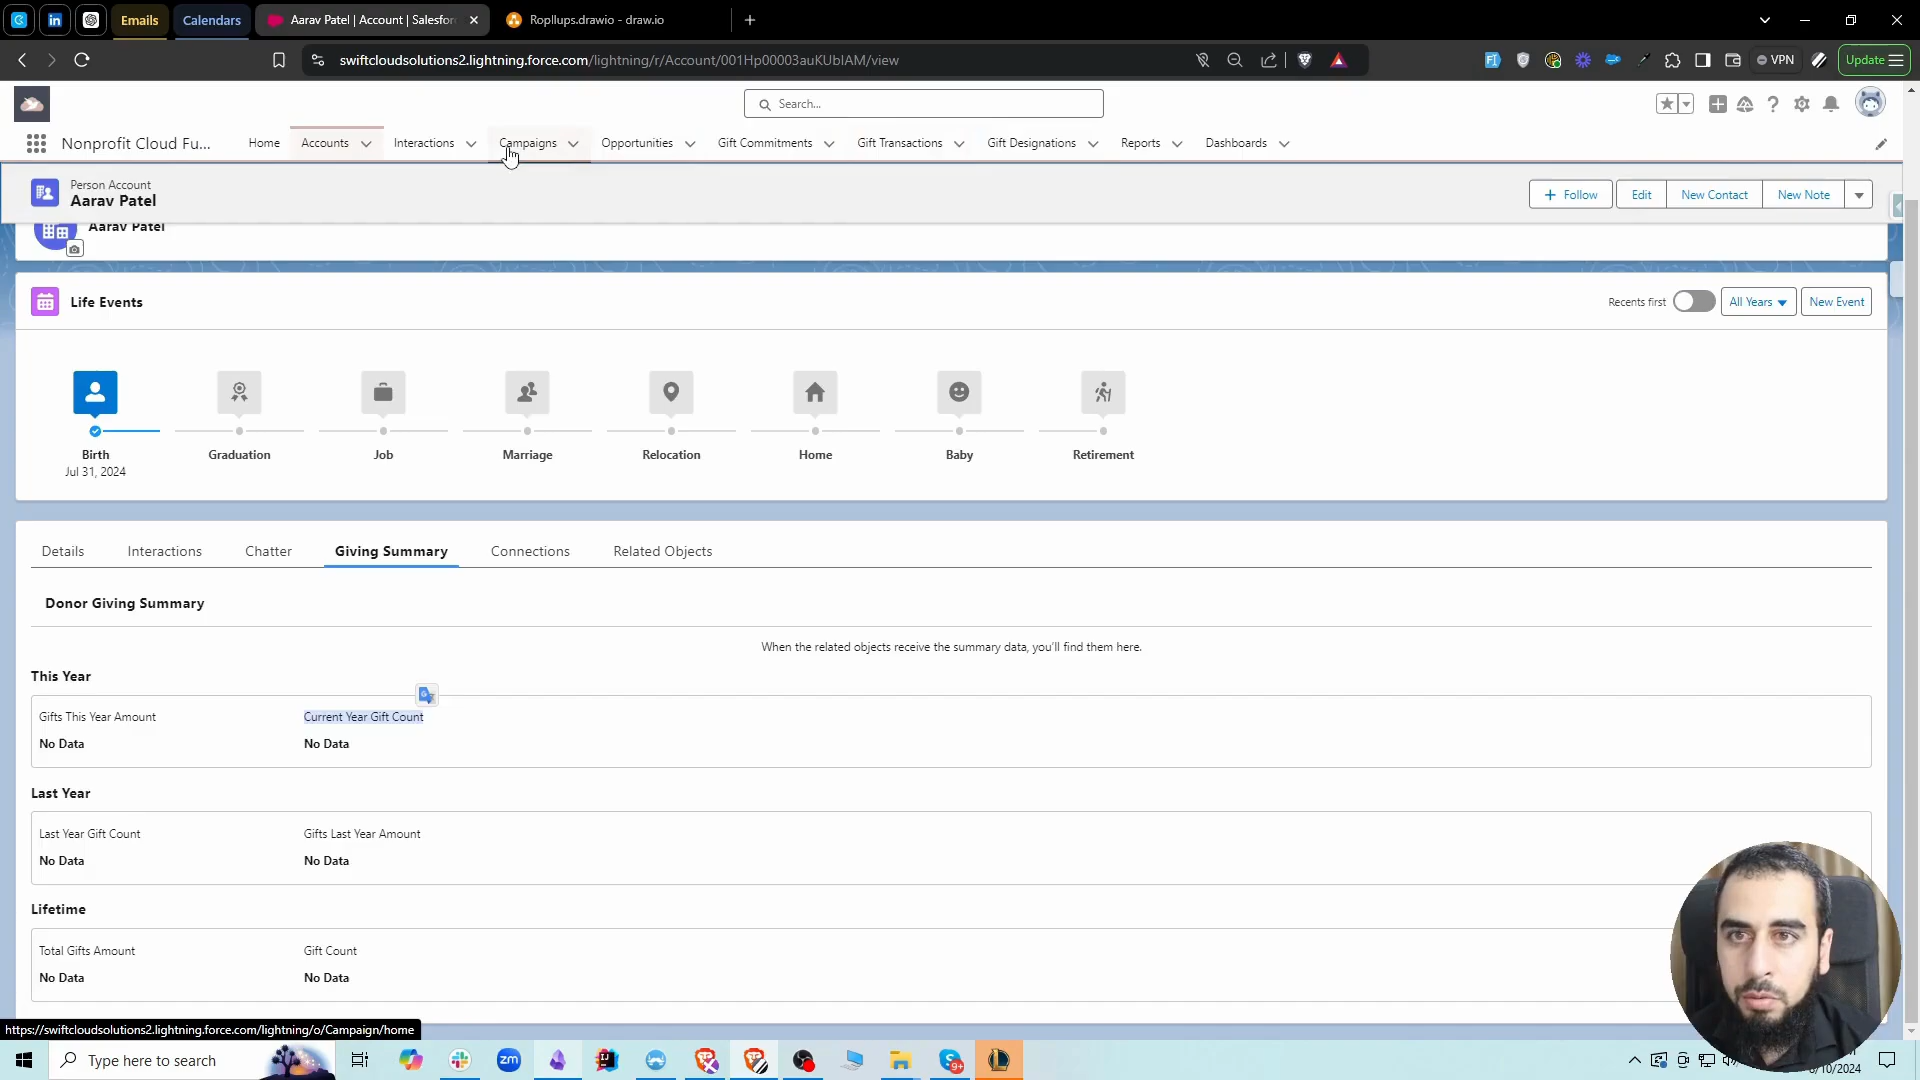 Emails
Calendars
Aarav Patel | Account | Salesfor
Ropllups.drawio - draw.io
swiftcloudsolutions2.lightning.force.com/lightning/r/Account/001Hp00003auKUbIAM/view
VPN
Update
Search...
Nonprofit Cloud Fu...
Home
Accounts
Interactions
Campaigns
Opportunities
Gift Commitments
Gift Transactions
Gift Designations
Reports
Dashboards
Person Account
Aarav Patel
Follow
Edit
New Contact
New Note
Aarav Patel
Life Events
Recents first
All Years
New Event
Birth
Jul 31, 2024
Graduation
Job
Marriage
Relocation
Home
Baby
Retirement
Details
Interactions
Chatter
Giving Summary
Connections
Related Objects
Donor Giving Summary
When the related objects receive the summary data, you'll find them here.
This Year
Gifts This Year Amount
Current Year Gift Count
No Data
No Data
Last Year
Last Year Gift Count
Gifts Last Year Amount
No Data
No Data
Lifetime
Total Gifts Amount
Gift Count
No Data
No Data
https://swiftcloudsolutions2.lightning.force.com/lightning/o/Campaign/home
Type here to search
zm
9+
/10/2024